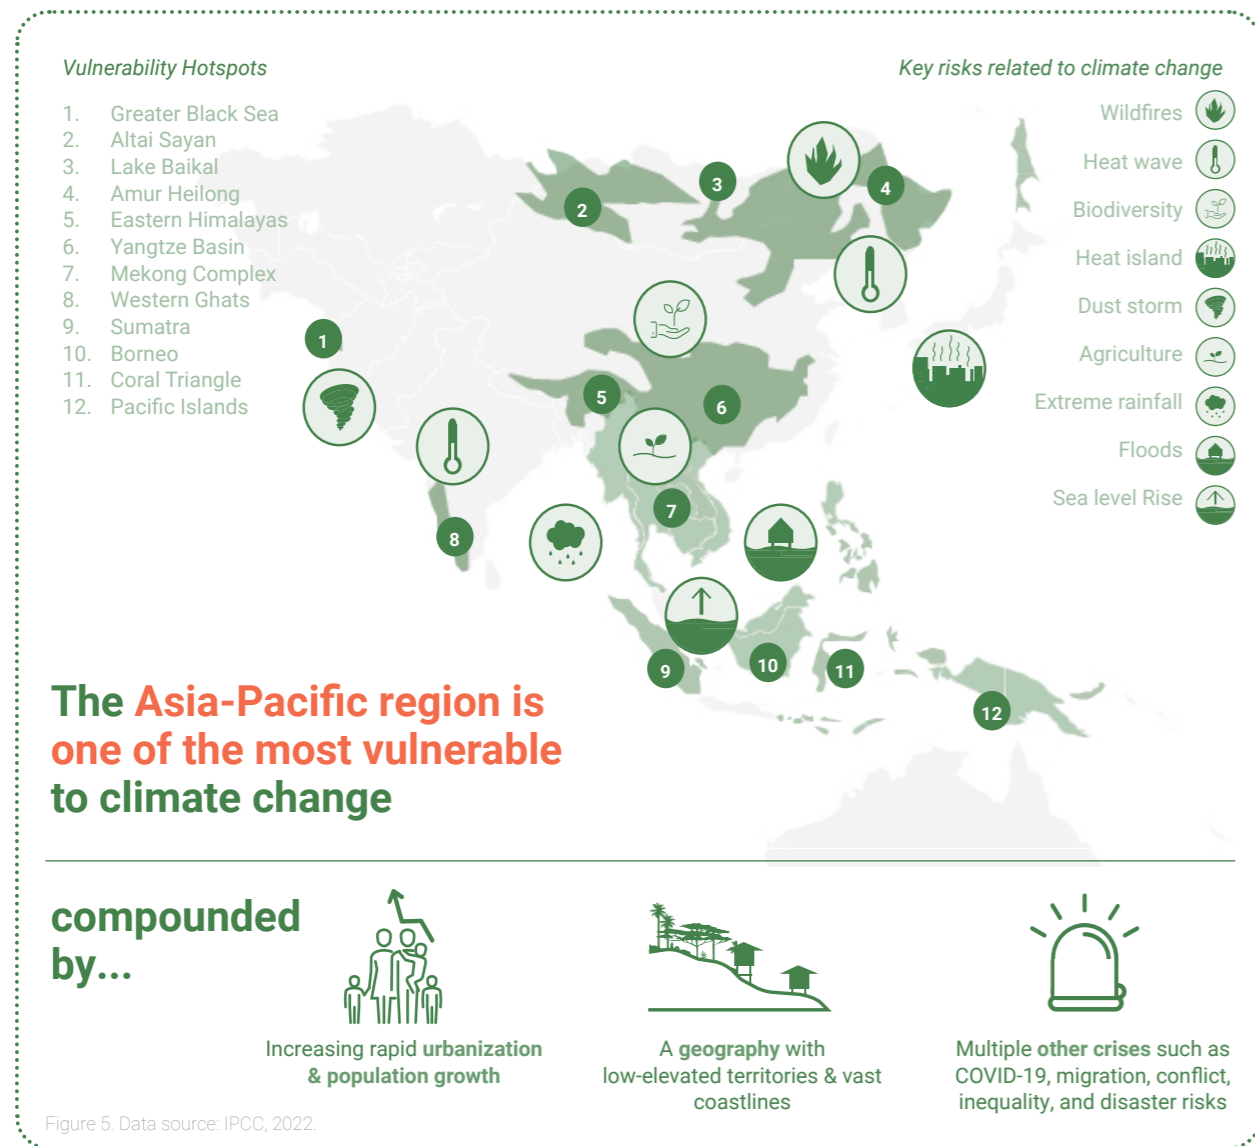 Vulnerability Hotspots
1. Greater Black Sea
2. Altai Sayan
3. Lake Baikal
4. Amur Heilong
5. Eastern Himalayas
6. Yangtze Basin
7. Mekong Complex
8. Western Ghats
9. Sumatra
10. Borneo
11. Coral Triangle
12. Pacific Islands
Key risks related to climate change
Wildfires
Heat wave
Biodiversity
Heat island
Dust storm
Agriculture
Extreme rainfall
Floods
Sea level Rise
1
2
3
4
5
6
7
8
9
10
11
12
The Asia-Pacific region is
one of the most vulnerable
to climate change
compounded
by...
Increasing rapid urbanization
& population growth
A geography with
low-elevated territories & vast
coastlines
Multiple other crises such as
COVID-19, migration, conflict,
inequality, and disaster risks
Figure 5. Data source: IPCC, 2022.